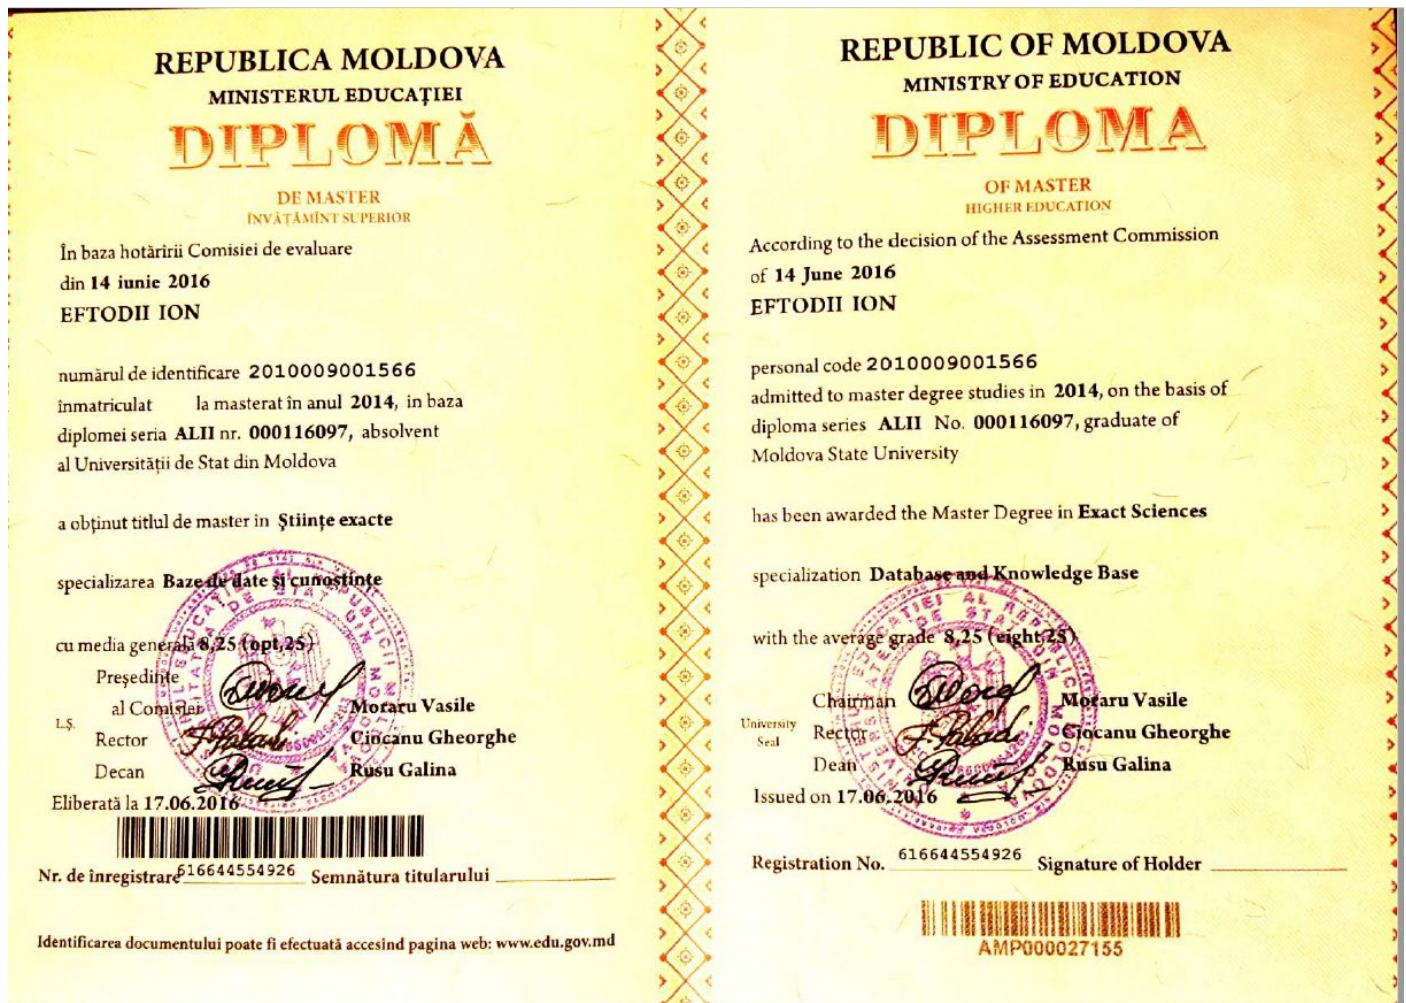 REPUBLICA MOLDOVA
MINISTERUL EDUCAŢIEI
DIPLOMĂ
DE MASTER
ÎNVĂŢĂMÎNT SUPERIOR
În baza hotărîrii Comisiei de evaluare
din 14 iunie 2016
EFTODII ION
numărul de identificare 2010009001566
înmatriculat la masterat în anul 2014, în baza
diplomei seria ALII nr. 000116097, absolvent
al Universităţii de Stat din Moldova
a obţinut titlul de master în Ştiinţe exacte
specializarea Baze de date şi cunoştinţe
cu media generală 8,25 (opt,25)
Preşedinte
al Comisiei Moraru Vasile
L.Ş.
Rector Ciocanu Gheorghe
Decan Rusu Galina
Eliberată la 17.06.2016
Nr. de înregistrare 616644554926 Semnătura titularului
Identificarea documentului poate fi efectuată accesînd pagina web: www.edu.gov.md
REPUBLIC OF MOLDOVA
MINISTRY OF EDUCATION
DIPLOMA
OF MASTER
HIGHER EDUCATION
According to the decision of the Assessment Commission
of 14 June 2016
EFTODII ION
personal code 2010009001566
admitted to master degree studies in 2014, on the basis of
diploma series ALII No. 000116097, graduate of
Moldova State University
has been awarded the Master Degree in Exact Sciences
specialization Database and Knowledge Base
with the average grade 8,25 (eight,25)
Chairman Moraru Vasile
University
Seal
Rector Ciocanu Gheorghe
Dean Rusu Galina
Issued on 17.06.2016
Registration No. 616644554926 Signature of Holder
AMP000027155